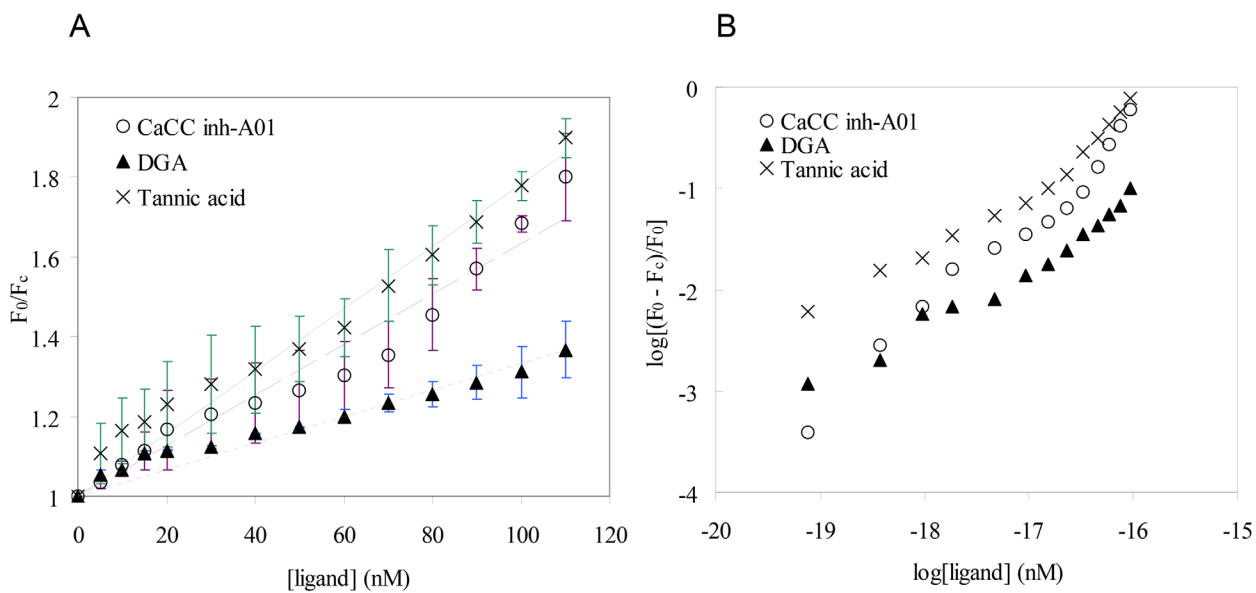 A
2
1.8
1.6
1.4
1.2
1
F0/Fc
CaCC inh-A01
DGA
Tannic acid
0
20
40
60
80
100
120
[ligand] (nM)
B
0
-1
-2
-3
-4
log[(F0 - Fc)/F0]
CaCC inh-A01
DGA
Tannic acid
-20
-19
-18
-17
-16
-15
log[ligand] (nM)